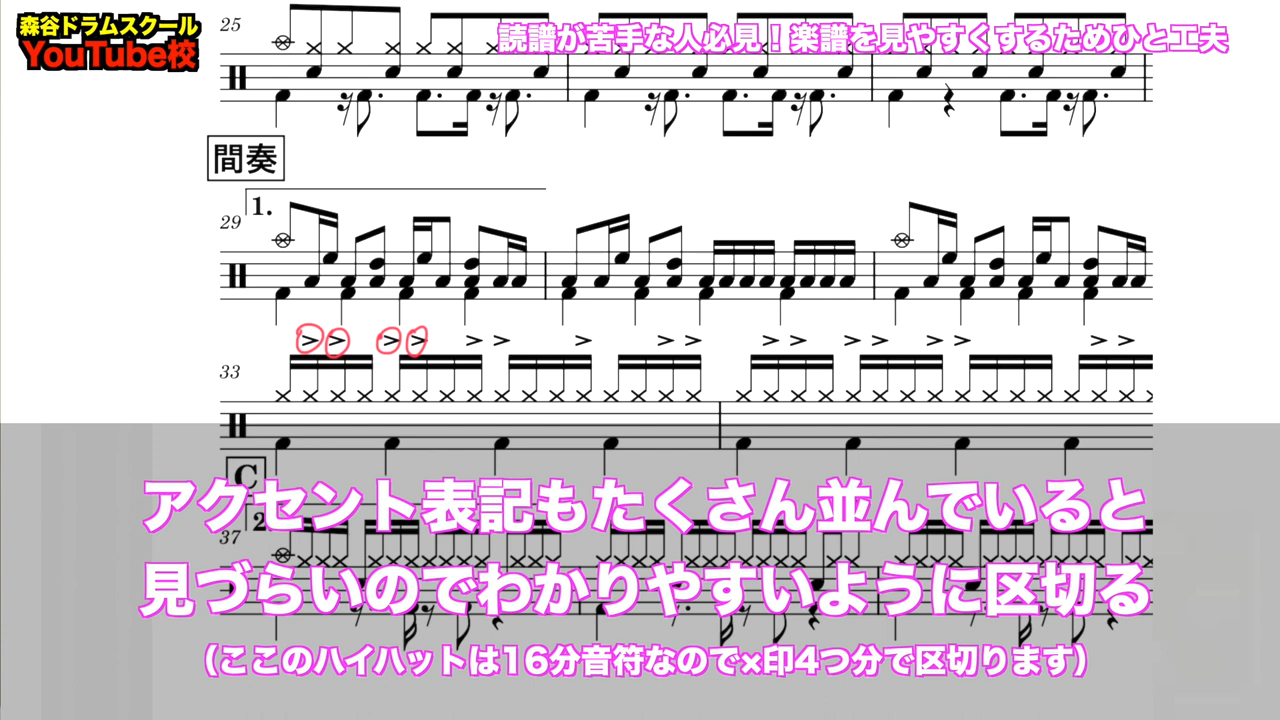 森谷ドラムスクール
YouTube校
読譜が苦手な人必見!楽譜を見やすくするためひと工夫
25
間奏
1.
29
33
C
2
37
アクセント表記もたくさん並んでいると
見づらいのでわかりやすいように区切る
(ここのハイハットは16分音符なので×印4つ分で区切ります)